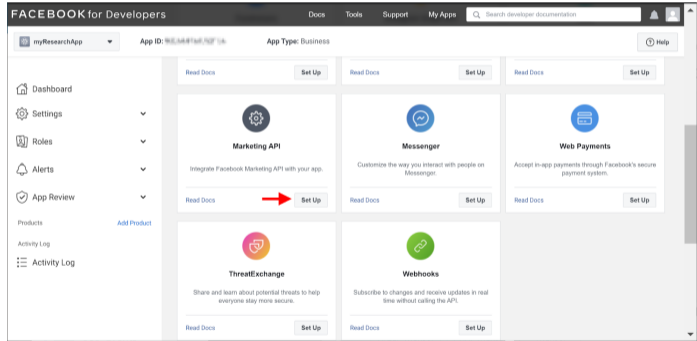 FACEBOOK for Developers Docs Tools Support My Apps Search developer documentation
myResearchApp App ID: App Type: Business Help
Read Docs Set Up Read Docs Set Up Read Docs Set Up
Dashboard
Settings
Roles
Alerts
App Review
Products Add Product
Activity Log
Activity Log
Marketing API
Integrate Facebook Marketing API with your app.
Read Docs Set Up
Messenger
Customize the way you interact with people on
Messenger.
Read Docs Set Up
Web Payments
Accept in-app payments through Facebook's secure
payment system.
Read Docs Set Up
ThreatExchange
Share and learn about potential threats to help
everyone stay more secure.
Read Docs Set Up
Webhooks
Subscribe to changes and receive updates in real
time without calling the API.
Read Docs Set Up